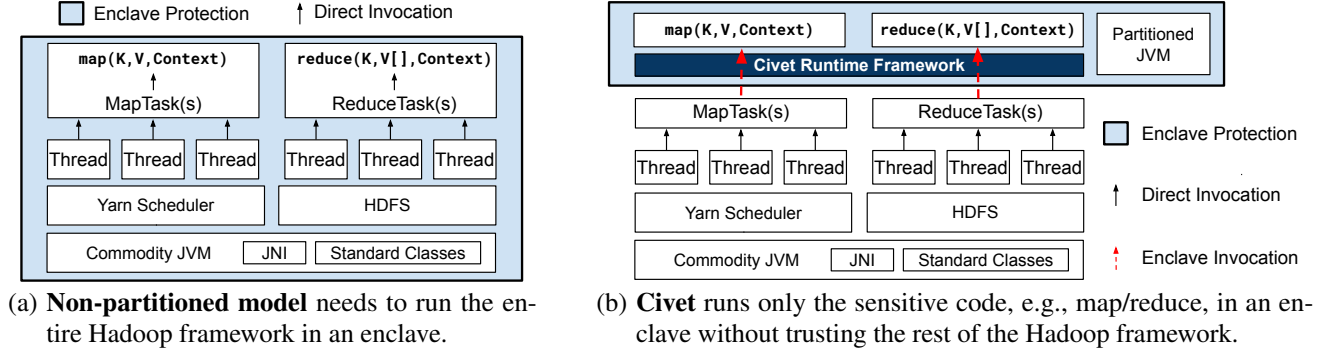 Enclave Protection
Direct Invocation
map(K,V,Context)
reduce(K,V[],Context)
MapTask(s)
ReduceTask(s)
Thread
Thread
Thread
Thread
Thread
Thread
Yarn Scheduler
HDFS
Commodity JVM
JNI
Standard Classes
(a) Non-partitioned model needs to run the en-
tire Hadoop framework in an enclave.
map(K,V,Context)
reduce(K,V[],Context)
Partitioned
JVM
Civet Runtime Framework
MapTask(s)
ReduceTask(s)
Thread
Thread
Thread
Thread
Thread
Thread
Yarn Scheduler
HDFS
Commodity JVM
JNI
Standard Classes
Enclave Protection
Direct Invocation
Enclave Invocation
(b) Civet runs only the sensitive code, e.g., map/reduce, in an en-
clave without trusting the rest of the Hadoop framework.